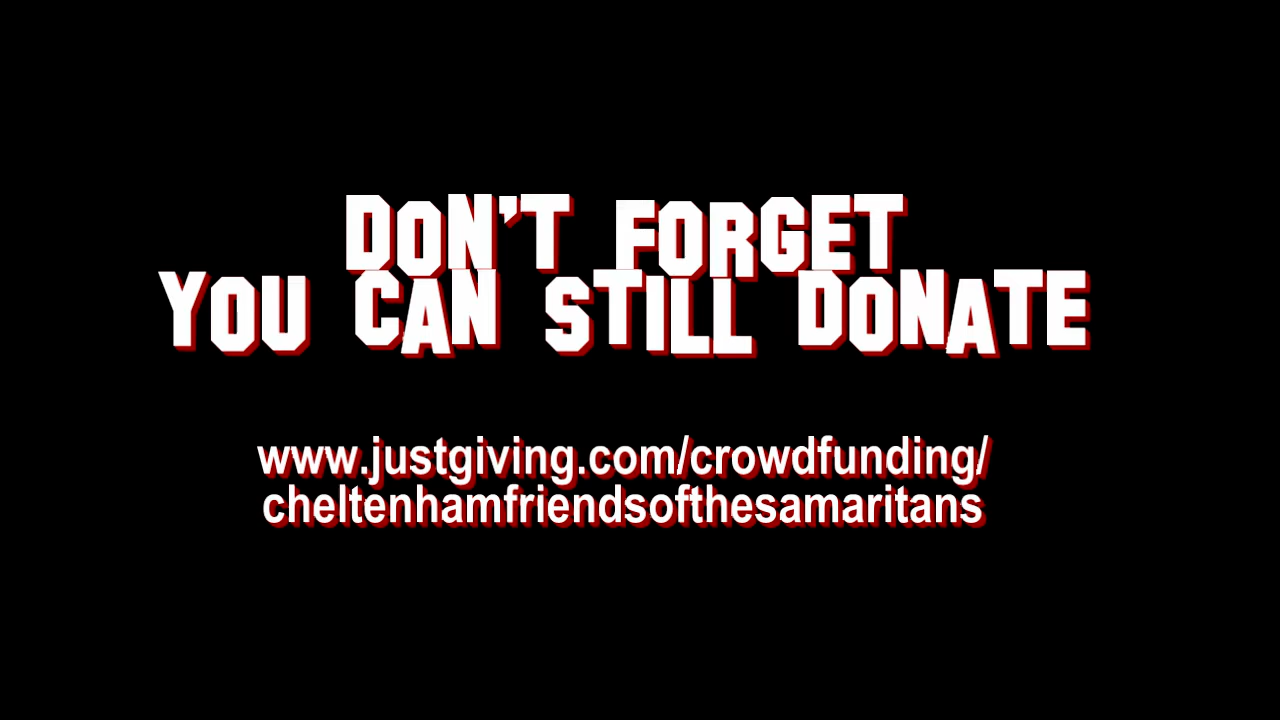 DON'T FORGET
YOU CAN STILL DONATE
www.justgiving.com/crowdfunding/
cheltenhamfriendsofthesamaritans